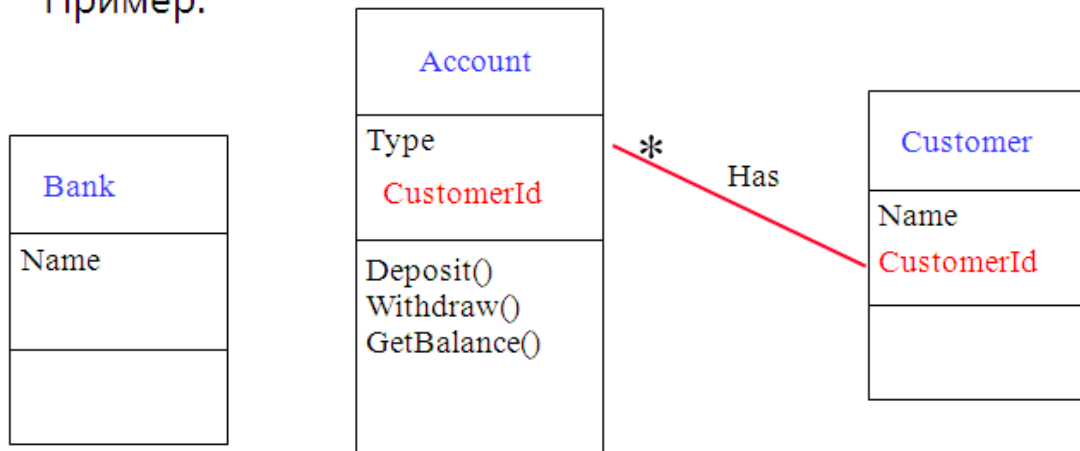 Пример:
Account
Type
CustomerId
Deposit()
Withdraw()
GetBalance()
Bank
Name
*
Has
Customer
Name
CustomerId